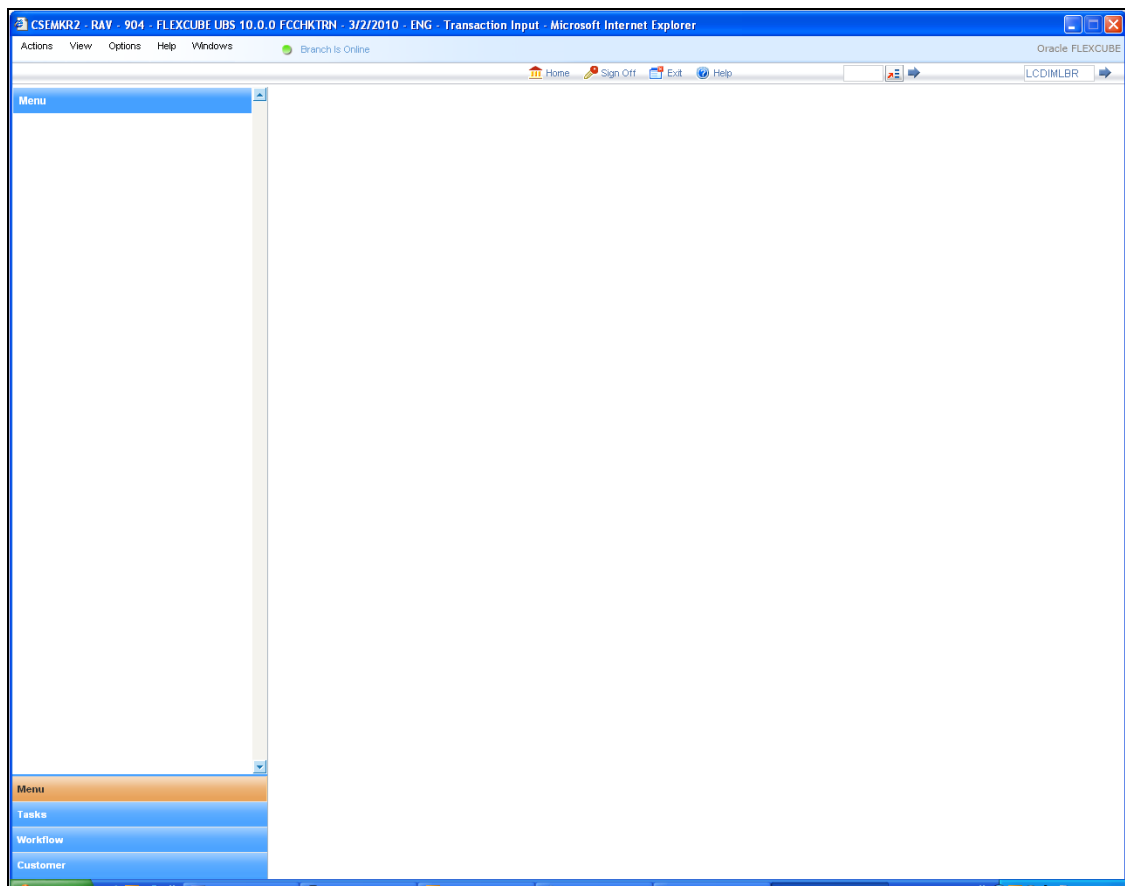 CSEMKR2 - RAV - 904 - FLEXCUBE UBS 10.0.0 FCCHKTRN - 3/2/2010 - ENG - Transaction Input - Microsoft Internet Explorer
Actions View Options Help Windows Branch Is Online Oracle FLEXCUBE
Home Sign Off Exit Help LCDIMLBR
Menu
Menu
Tasks
Workflow
Customer